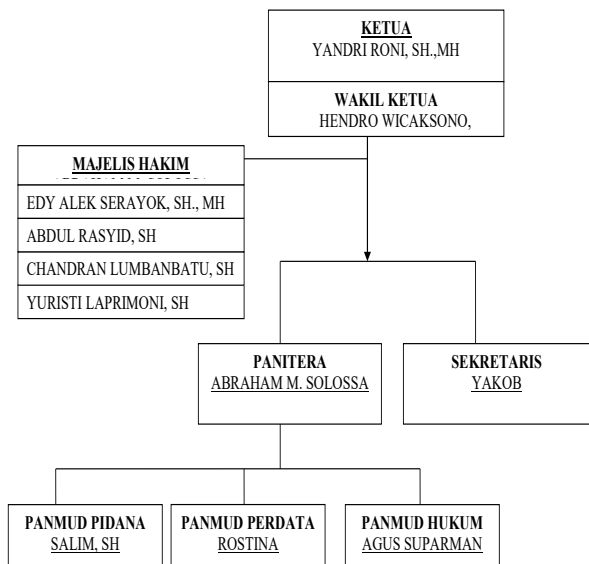 KETUA
YANDRI RONI, SH.,MH
WAKIL KETUA
HENDRO WICAKSONO,
MAJELIS HAKIM
EDY ALEK SERAYOK, SH., MH
ABDUL RASYID, SH
CHANDRAN LUMBANBATU, SH
YURISTI LAPRIMONI, SH
PANITERA
ABRAHAM M. SOLOSSA
SEKRETARIS
YAKOB
PANMUD PIDANA
SALIM, SH
PANMUD PERDATA
ROSTINA
PANMUD HUKUM
AGUS SUPARMAN